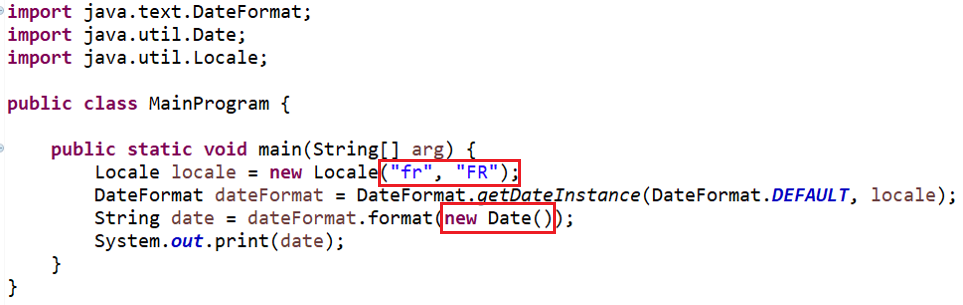 import java.text.DateFormat;
import java.util.Date;
import java.util.Locale;
public class MainProgram {
public static void main(String[] arg) {
Locale locale = new Locale("fr", "FR");
DateFormat dateFormat = DateFormat.getDateInstance(DateFormat.DEFAULT, locale);
String date = dateFormat.format(new Date());
System.out.print(date);
}
}